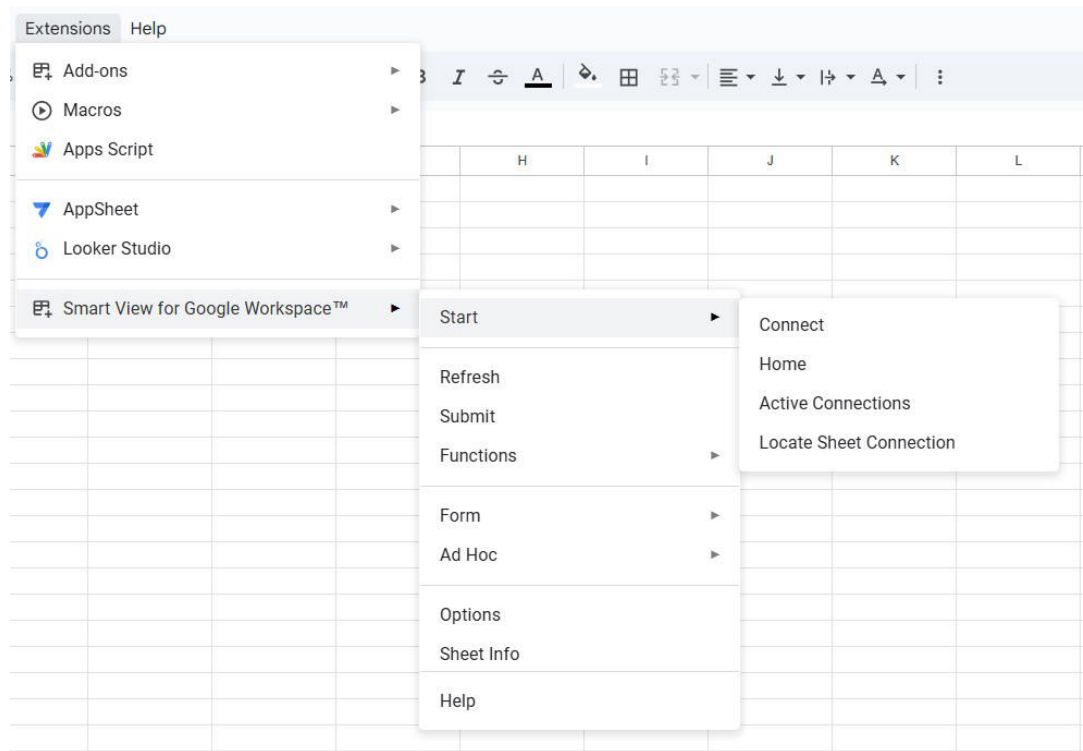 Extensions Help
Add-ons
Macros
Apps Script
AppSheet
Looker Studio
Smart View for Google Workspace™
Start
Refresh
Submit
Functions
Form
Ad Hoc
Options
Sheet Info
Help
Connect
Home
Active Connections
Locate Sheet Connection
A
A
H I J K L